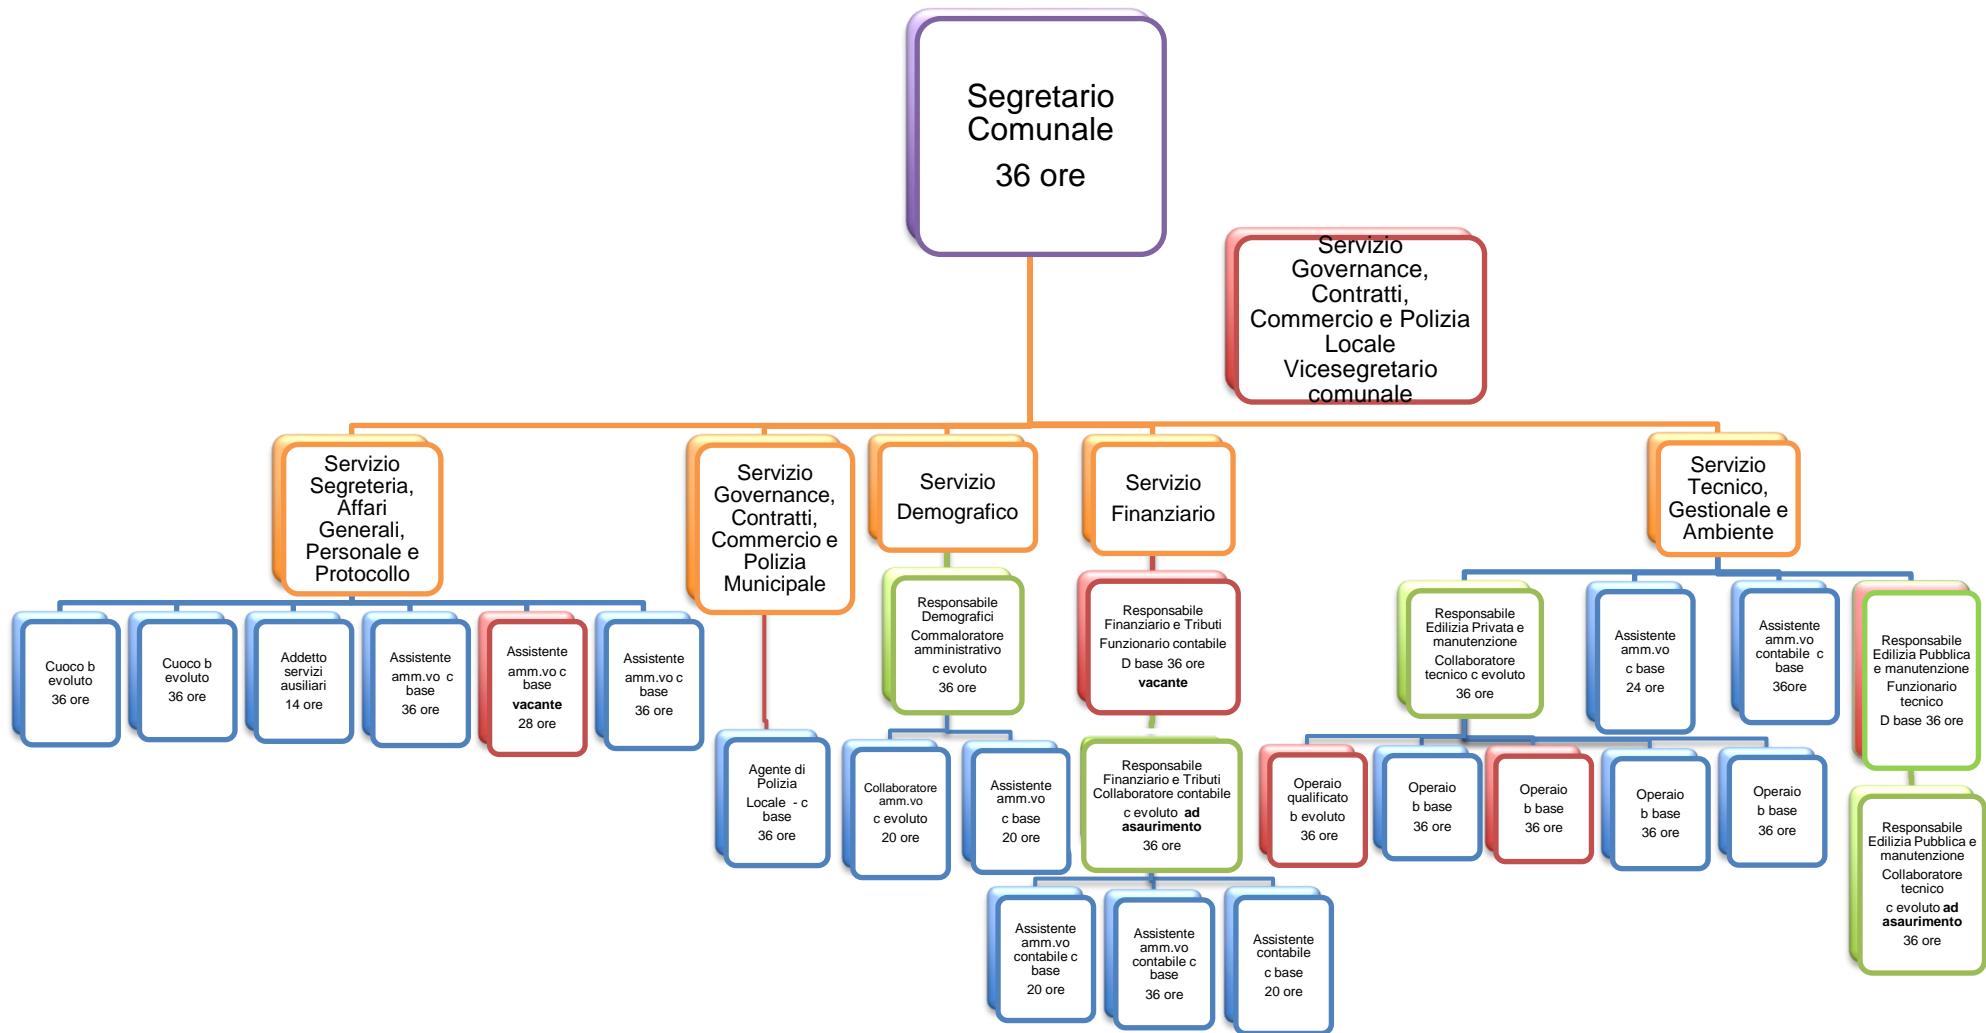 Segretario
Comunale
36 ore
Servizio
Governance,
Contratti,
Commercio e Polizia
Locale
Vicesegretario
comunale
Servizio
Segreteria,
Affari
Generali,
Personale e
Protocollo
Servizio
Governance,
Contratti,
Commercio e
Polizia
Municipale
Servizio
Demografico
Servizio
Finanziario
Servizio
Tecnico,
Gestionale e
Ambiente
Cuoco b
evoluto
36 ore
Cuoco b
evoluto
36 ore
Addetto
servizi
ausiliari
14 ore
Assistente
amm.vo c
base
36 ore
Assistente
amm.vo c
base
vacante
28 ore
Assistente
amm.vo c
base
36 ore
Agente di
Polizia
Locale - c
base
36 ore
Responsabile
Demografici
Commaloratore
amministrativo
c evoluto
36 ore
Collaboratore
amm.vo
c evoluto
20 ore
Assistente
amm.vo
c base
20 ore
Responsabile
Finanziario e Tributi
Funzionario contabile
D base 36 ore
vacante
Responsabile
Finanziario e Tributi
Collaboratore contabile
c evoluto ad
asaurimento
36 ore
Assistente
amm.vo
contabile c
base
20 ore
Assistente
amm.vo
contabile c
base
36 ore
Assistente
contabile
c base
20 ore
Responsabile
Edilizia Privata e
manutenzione
Collaboratore
tecnico c evoluto
36 ore
Assistente
amm.vo
c base
24 ore
Assistente
amm.vo
contabile c
base
36ore
Responsabile
Edilizia Pubblica
e manutenzione
Funzionario
tecnico
D base 36 ore
Operaio
qualificato
b evoluto
36 ore
Operaio
b base
36 ore
Operaio
b base
36 ore
Operaio
b base
36 ore
Operaio
b base
36 ore
Responsabile
Edilizia Pubblica e
manutenzione
Collaboratore
tecnico
c evoluto ad
asaurimento
36 ore